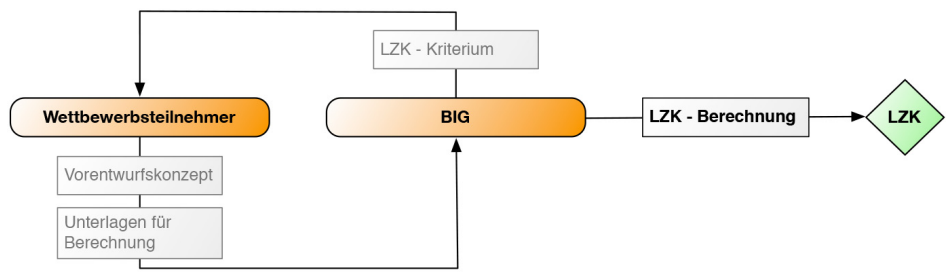 LZK - Kriterium
Wettbewerbsteilnehmer
BIG
LZK - Berechnung
LZK
Vorentwurfskonzept
Unterlagen für
Berechnung